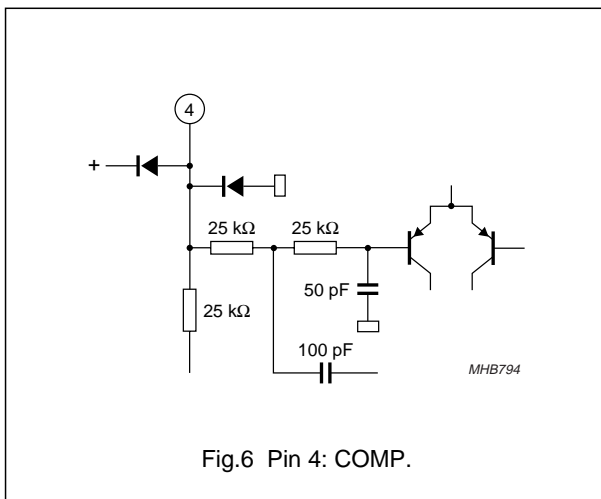 4
+
25 kΩ 25 kΩ
50 pF
25 kΩ
100 pF
MHB794
Fig.6 Pin 4: COMP.